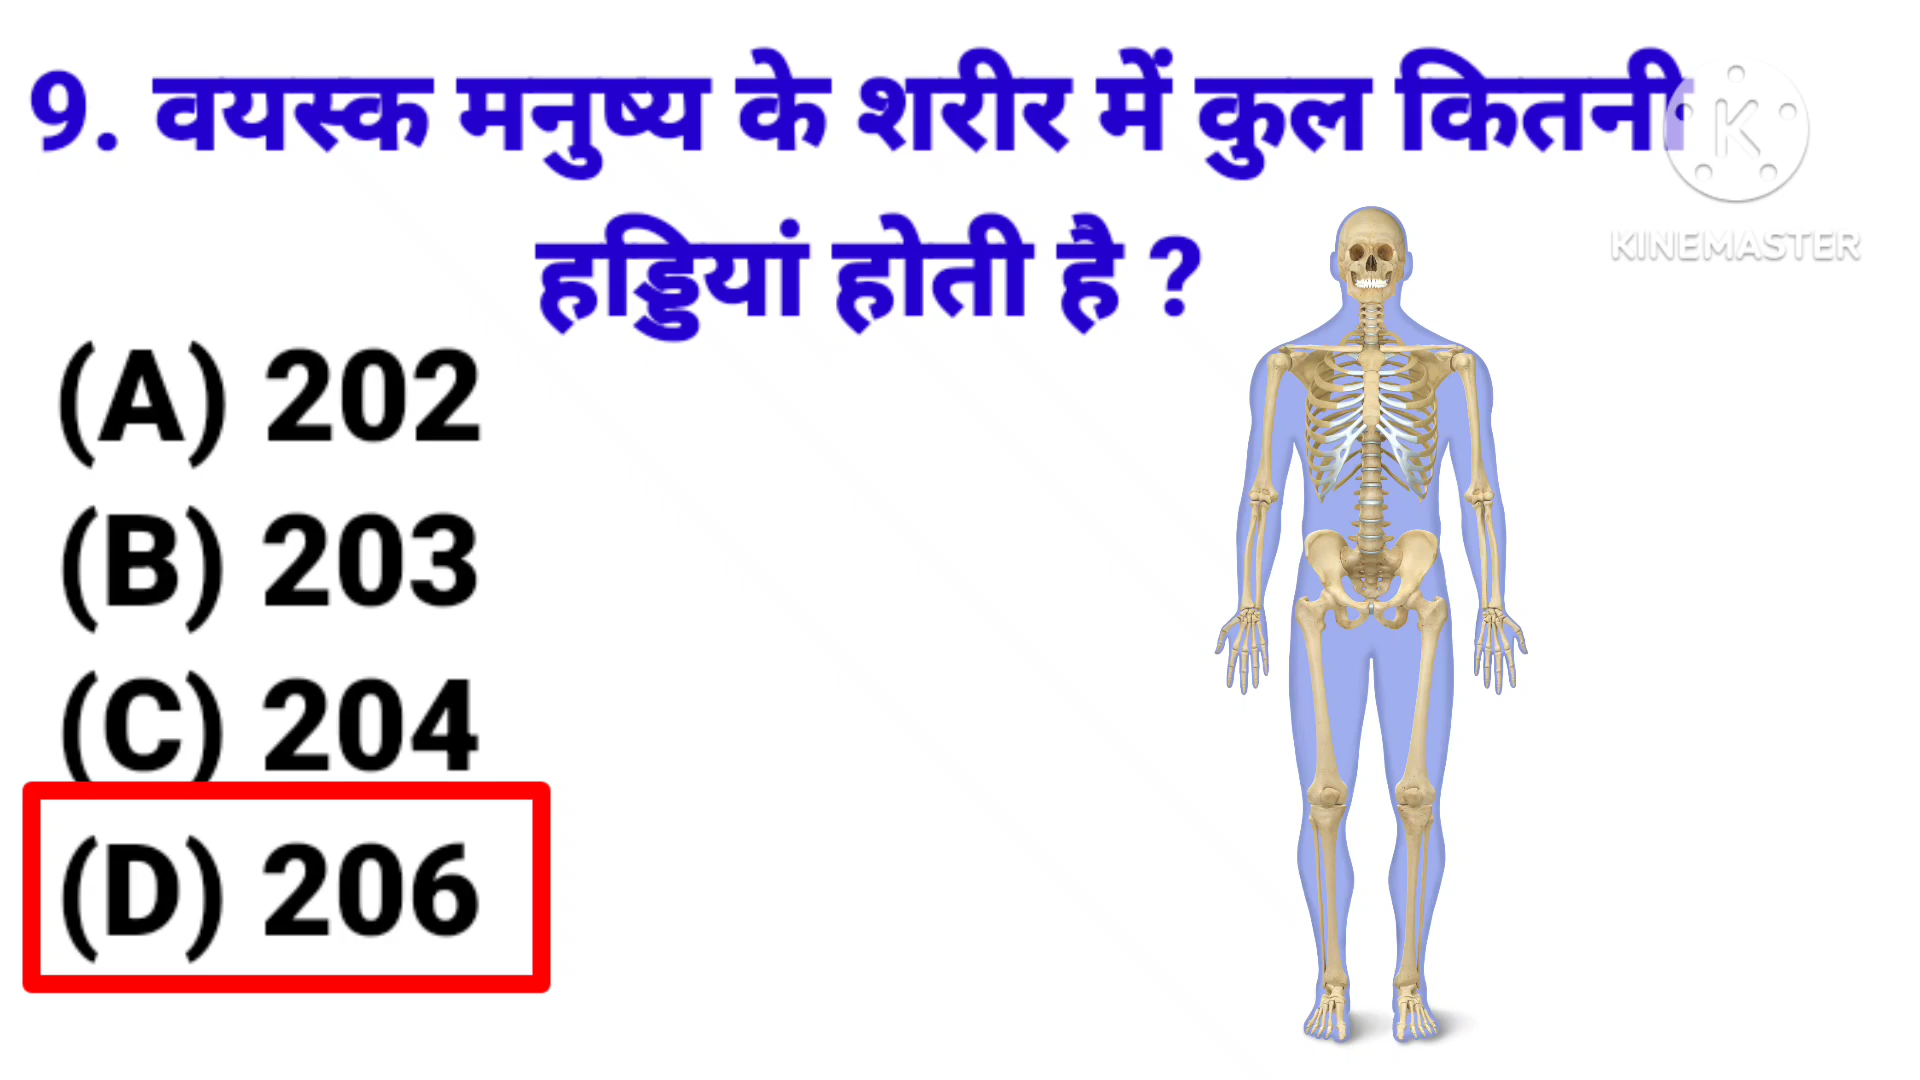 9. वयस्क मनुष्य के शरीर में कुल कितनी
हड्डियां होती है ?
(A) 202
(B) 203
(C) 204
(D) 206
K
KINEMASTER